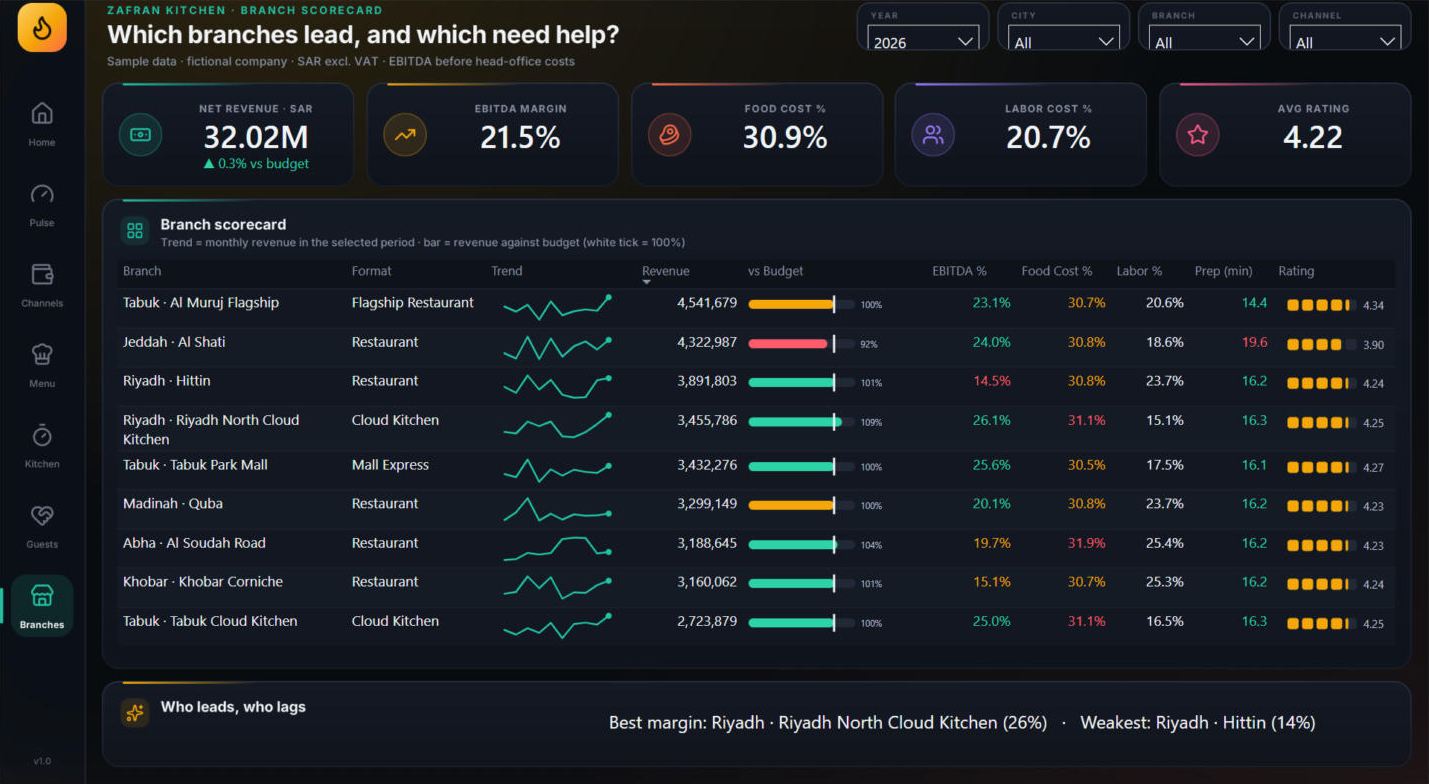 ZAFRAN KITCHEN · BRANCH SCORECARD
Which branches lead, and which need help?
Sample data · fictional company · SAR excl. VAT · EBITDA before head-office costs
YEAR
2026
CITY
All
BRANCH
All
CHANNEL
All
Home
Pulse
Channels
Menu
Kitchen
Guests
Branches
v1.0
NET REVENUE · SAR
32.02M
▲ 0.3% vs budget
EBITDA MARGIN
21.5%
FOOD COST %
30.9%
LABOR COST %
20.7%
AVG RATING
4.22
Branch scorecard
Trend = monthly revenue in the selected period · bar = revenue against budget (white tick = 100%)
Branch Format Trend Revenue vs Budget EBITDA % Food Cost % Labor % Prep (min) Rating
Tabuk · Al Muruj Flagship Flagship Restaurant 4,541,679 100% 23.1% 30.7% 20.6% 14.4 4.34
Jeddah · Al Shati Restaurant 4,322,987 92% 24.0% 30.8% 18.6% 19.6 3.90
Riyadh · Hittin Restaurant 3,891,803 101% 14.5% 30.8% 23.7% 16.2 4.24
Riyadh · Riyadh North Cloud Cloud Kitchen 3,455,786 109% 26.1% 31.1% 15.1% 16.3 4.25
Kitchen
Tabuk · Tabuk Park Mall Mall Express 3,432,276 100% 25.6% 30.5% 17.5% 16.1 4.27
Madinah · Quba Restaurant 3,299,149 100% 20.1% 30.8% 23.7% 16.2 4.23
Abha · Al Soudah Road Restaurant 3,188,645 104% 19.7% 31.9% 25.4% 16.2 4.23
Khobar · Khobar Corniche Restaurant 3,160,062 101% 15.1% 30.7% 25.3% 16.2 4.24
Tabuk · Tabuk Cloud Kitchen Cloud Kitchen 2,723,879 100% 25.0% 31.1% 16.5% 16.3 4.25
Who leads, who lags
Best margin: Riyadh · Riyadh North Cloud Kitchen (26%) · Weakest: Riyadh · Hittin (14%)